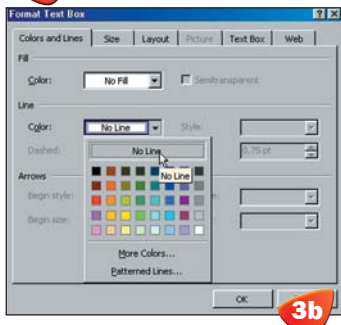 Format Text Box
Colors and Lines Size Layout Picture Text Box Web
Fill
Color: No Fill Semitransparent
Line
Color: No Line Style:
Dashed: 0.75 pt
No Line
No Line
Arrows
Begin style:
Begin size:
More Colors...
Patterned Lines...
OK
3b